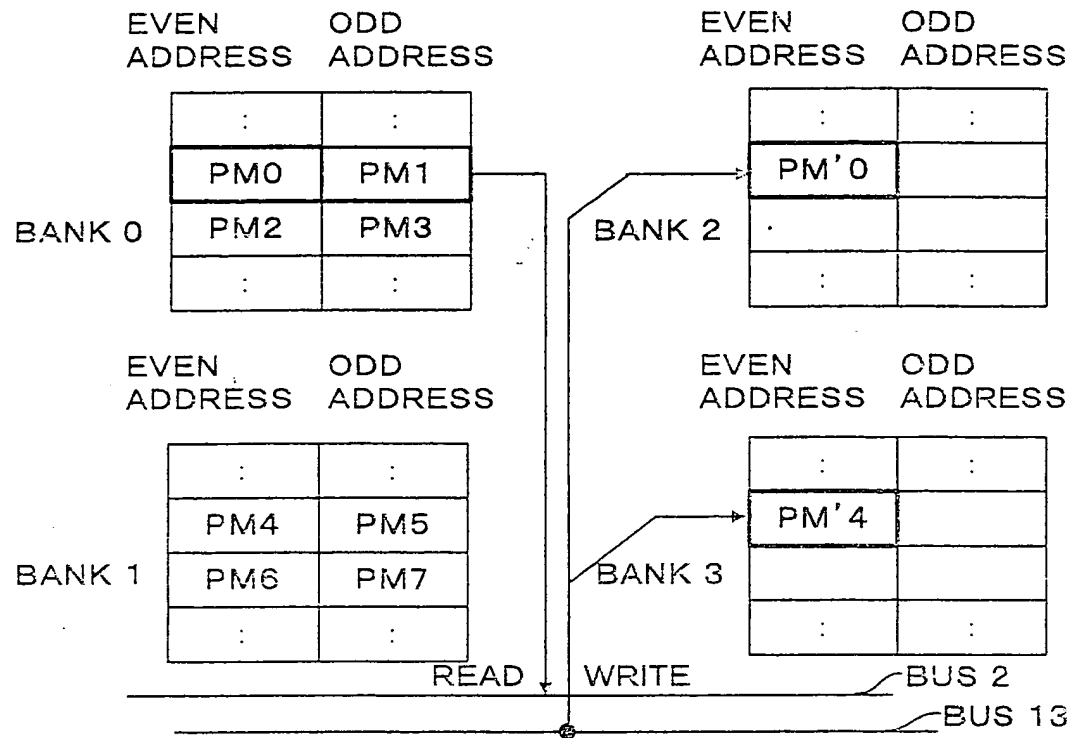 EVEN ODD EVEN ODD
ADDRESS ADDRESS ADDRESS ADDRESS
: : : :
PM0 PM1 PM'0
BANK 0 PM2 PM3 BANK 2
: : : :
EVEN ODD EVEN ODD
ADDRESS ADDRESS ADDRESS ADDRESS
: : : :
PM4 PM5 PM'4
BANK 1 PM6 PM7 BANK 3
: : : :
READ WRITE BUS 2
BUS 13